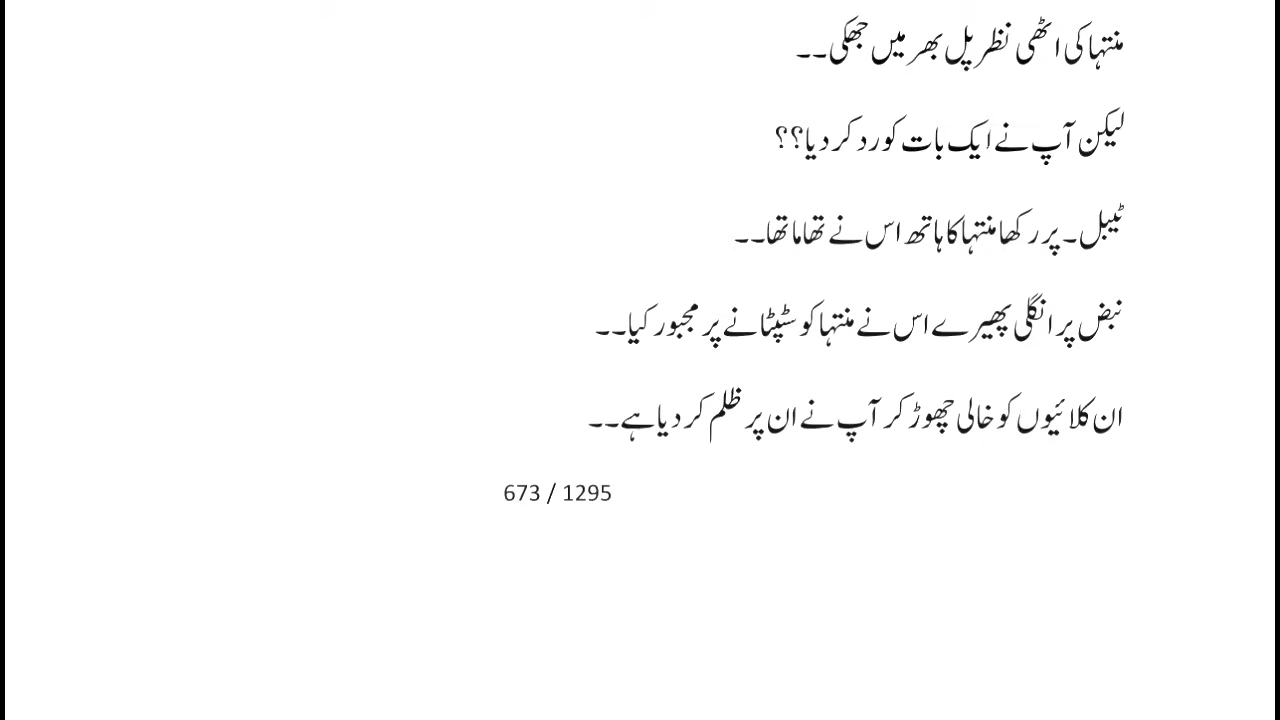 منتہا کی اٹھی نظر پل بھر میں جھکی۔۔
لیکن آپ نے ایک بات کو رد کر دیا؟؟
ٹیبل۔ پر رکھا منتہا کا ہاتھ اس نے تھاما تھا۔۔
نبض پر انگلی پھیرے اس نے منتہا کو سٹپٹانے پر مجبور کیا۔۔
ان کلائیوں کو خالی چھوڑ کر آپ نے ان پر ظلم کر دیا ہے۔۔
673 / 1295